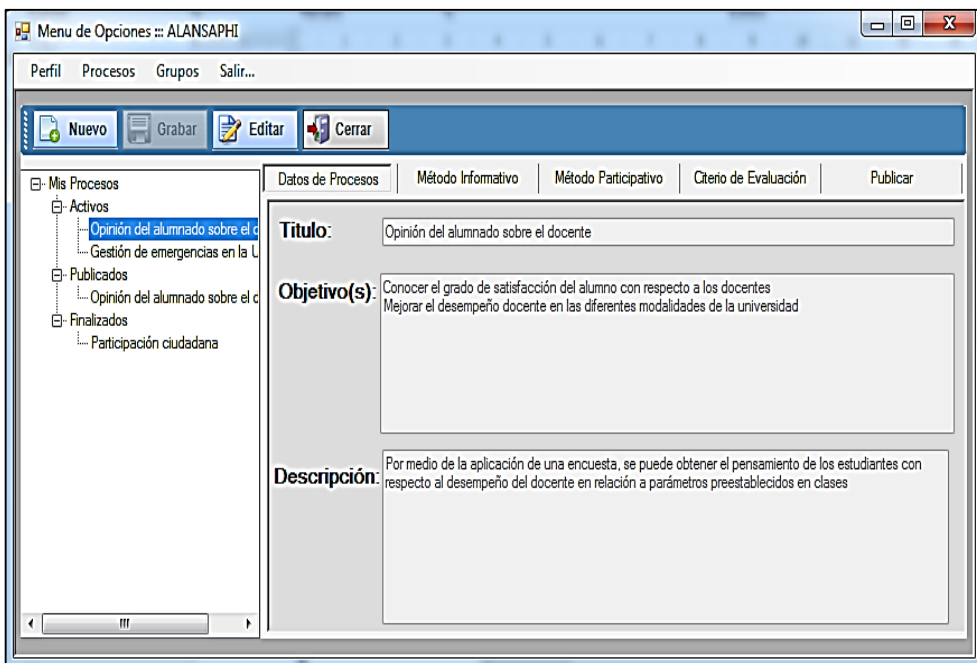 Menu de Opciones ::: ALANSAPHI
Perfil Procesos Grupos Salir...
Nuevo Grabar Editar Cerrar
Mis Procesos
Activos
Opinión del alumnado sobre el d
Gestión de emergencias en la U
Publicados
Opinión del alumnado sobre el d
Finalizados
Participación ciudadana
Datos de Procesos Método Informativo Método Participativo Citerio de Evaluación Publicar
Titulo: Opinión del alumnado sobre el docente
Objetivo(s): Conocer el grado de satisfacción del alumno con respecto a los docentes
Mejorar el desempeño docente en las diferentes modalidades de la universidad
Descripción: Por medio de la aplicación de una encuesta, se puede obtener el pensamiento de los estudiantes con
respecto al desempeño del docente en relación a parámetros preestablecidos en clases